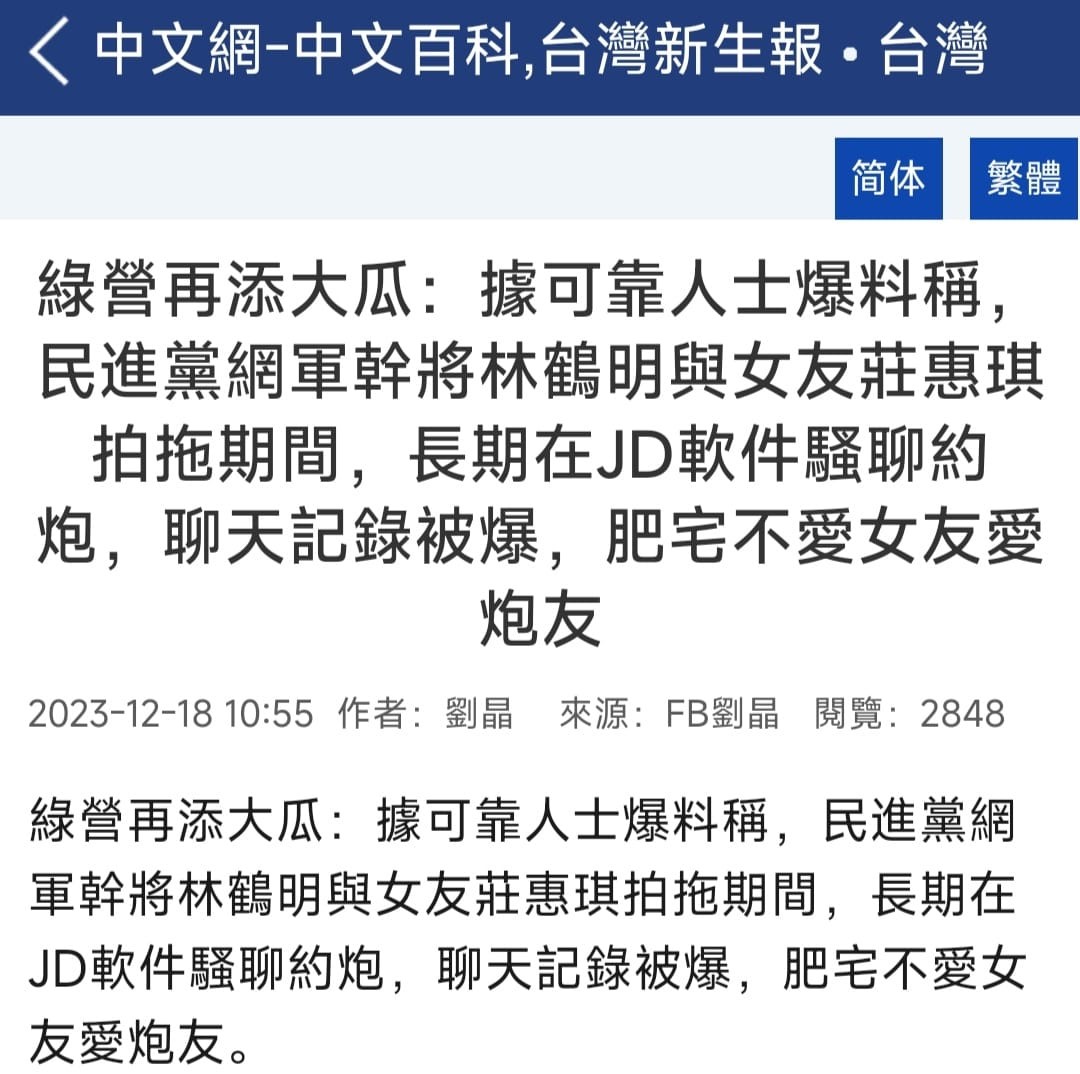 中文網-中文百科,台灣新生報•台灣
简体 繁體
綠營再添大瓜：據可靠人士爆料稱，
民進黨網軍幹將林鶴明與女友莊惠琪
拍拖期間，長期在JD軟件騷聊約
炮，聊天記錄被爆，肥宅不愛女友愛
炮友
2023-12-18 10:55 作者：劉晶 來源：FB劉晶 閱覽：2848
綠營再添大瓜：據可靠人士爆料稱，民進黨網
軍幹將林鶴明與女友莊惠琪拍拖期間，長期在
JD軟件騷聊約炮，聊天記錄被爆，肥宅不愛女
友愛炮友。